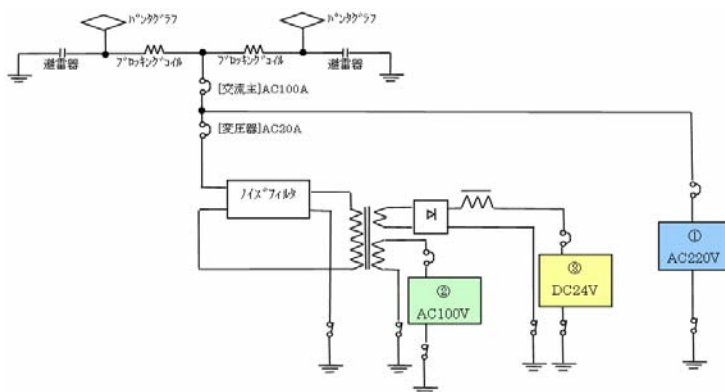 ﾊﾟﾝﾀｸﾞﾗﾌ
ﾊﾟﾝﾀｸﾞﾗﾌ
避雷器
ﾌﾞﾛｯｷﾝｸﾞｺｲﾙ
ﾌﾞﾛｯｷﾝｸﾞｺｲﾙ
避雷器
[交流主]AC100A
[変圧器]AC20A
ﾉｲｽﾞﾌｨﾙﾀ
①
AC220V
③
DC24V
②
AC100V